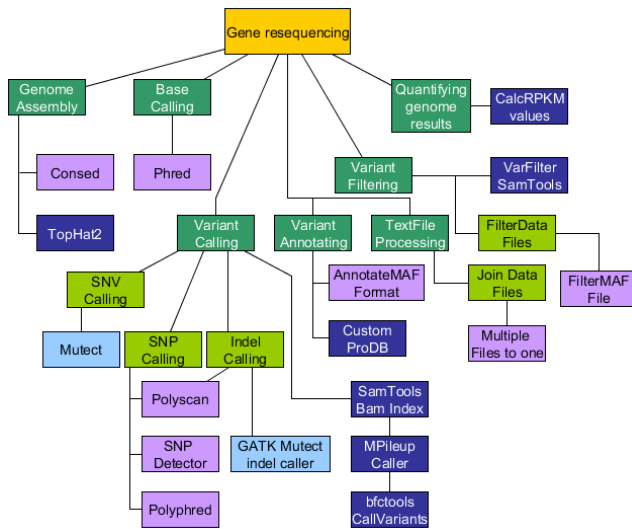 Gene resequencing
Genome
Assembly
Base
Calling
Quantifying
genome
results
CalcRPKM
values
Consed
Phred
Variant
Filtering
VarFilter
SamTools
TopHat2
Variant
Calling
Variant
Annotating
TextFile
Processing
FilterData
Files
SNV
Calling
AnnotateMAF
Format
Join Data
Files
FilterMAF
File
Mutect
SNP
Calling
Indel
Calling
Custom
ProDB
Multiple
Files to one
Polyscan
SamTools
Bam Index
SNP
Detector
GATK Mutect
indel caller
MPileup
Caller
Polyphred
bfctools
CallVariants